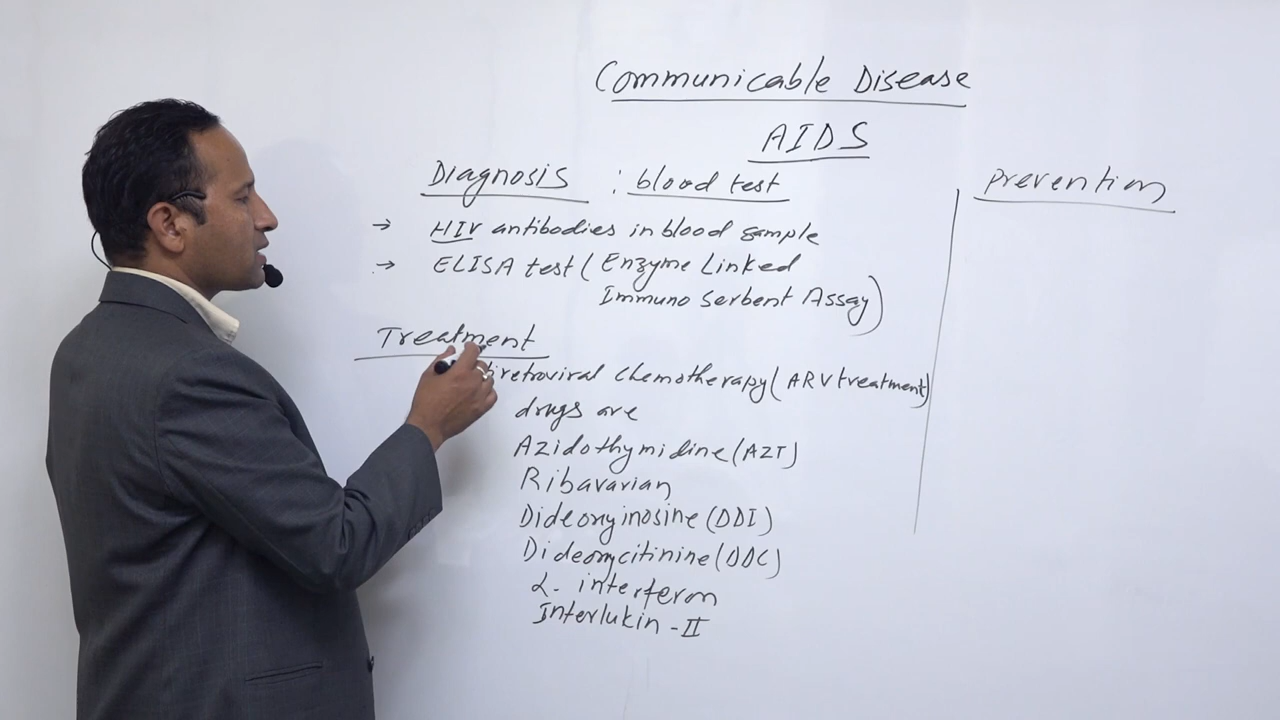 Communicable Disease
AIDS
Diagnosis : blood test
→ HIV antibodies in blood sample
→ ELISA test (Enzyme Linked
Immuno Serbent Assay)
Treatment
tiretroviral chemotherapy (ARV treatment)
drugs are
Azidothymidine (AZT)
Ribavarian
Dideoxyinosine (DDI)
Dideoxycitinine (DDC)
α- interferon
Interlukin - II
prevention